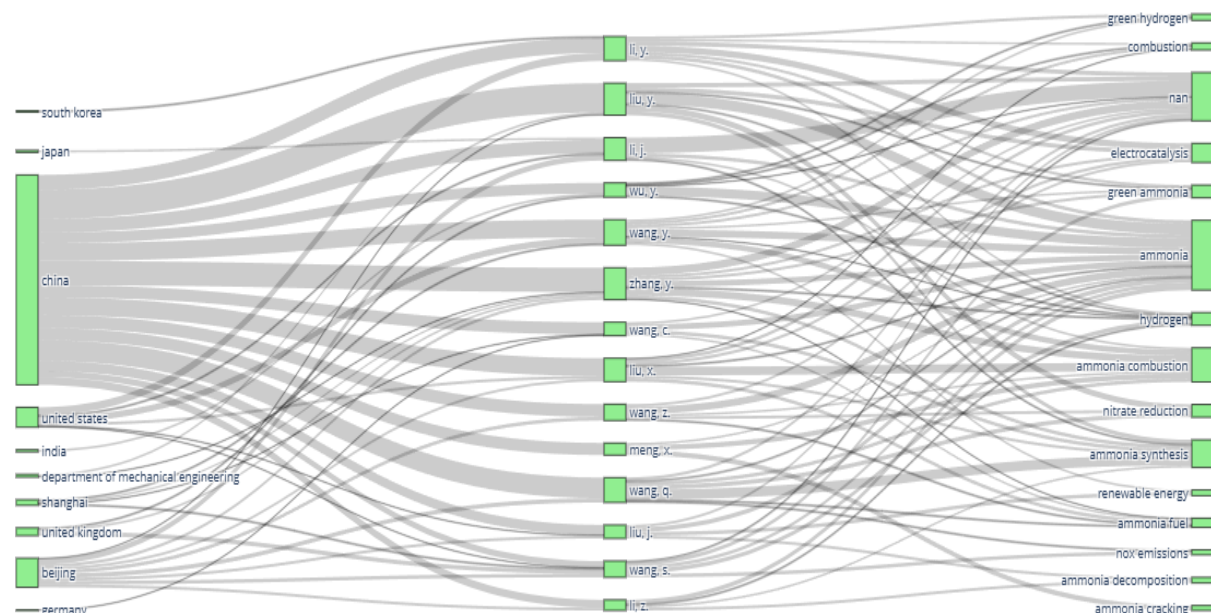 south korea
japan
china
united states
india
department of mechanical engineering
shanghai
united kingdom
beijing
germany
li, y.
liu, y.
li, j.
wu, y.
wang, y.
zhang, y.
wang, c.
liu, x.
wang, z.
meng, x.
wang, q.
liu, j.
wang, s.
li, z.
green hydrogen
combustion
nan
electrocatalysis
green ammonia
ammonia
hydrogen
ammonia combustion
nitrate reduction
ammonia synthesis
renewable energy
ammonia fuel
nox emissions
ammonia decomposition
ammonia cracking